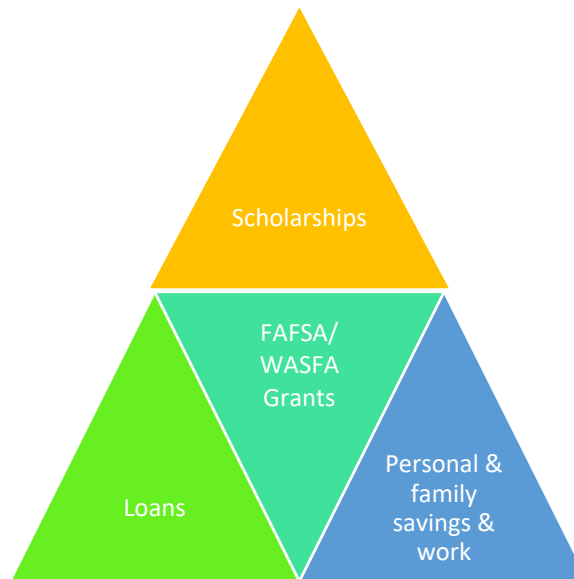 Scholarships
FAFSA/
WASFA
Grants
Loans
Personal &
family
savings &
work